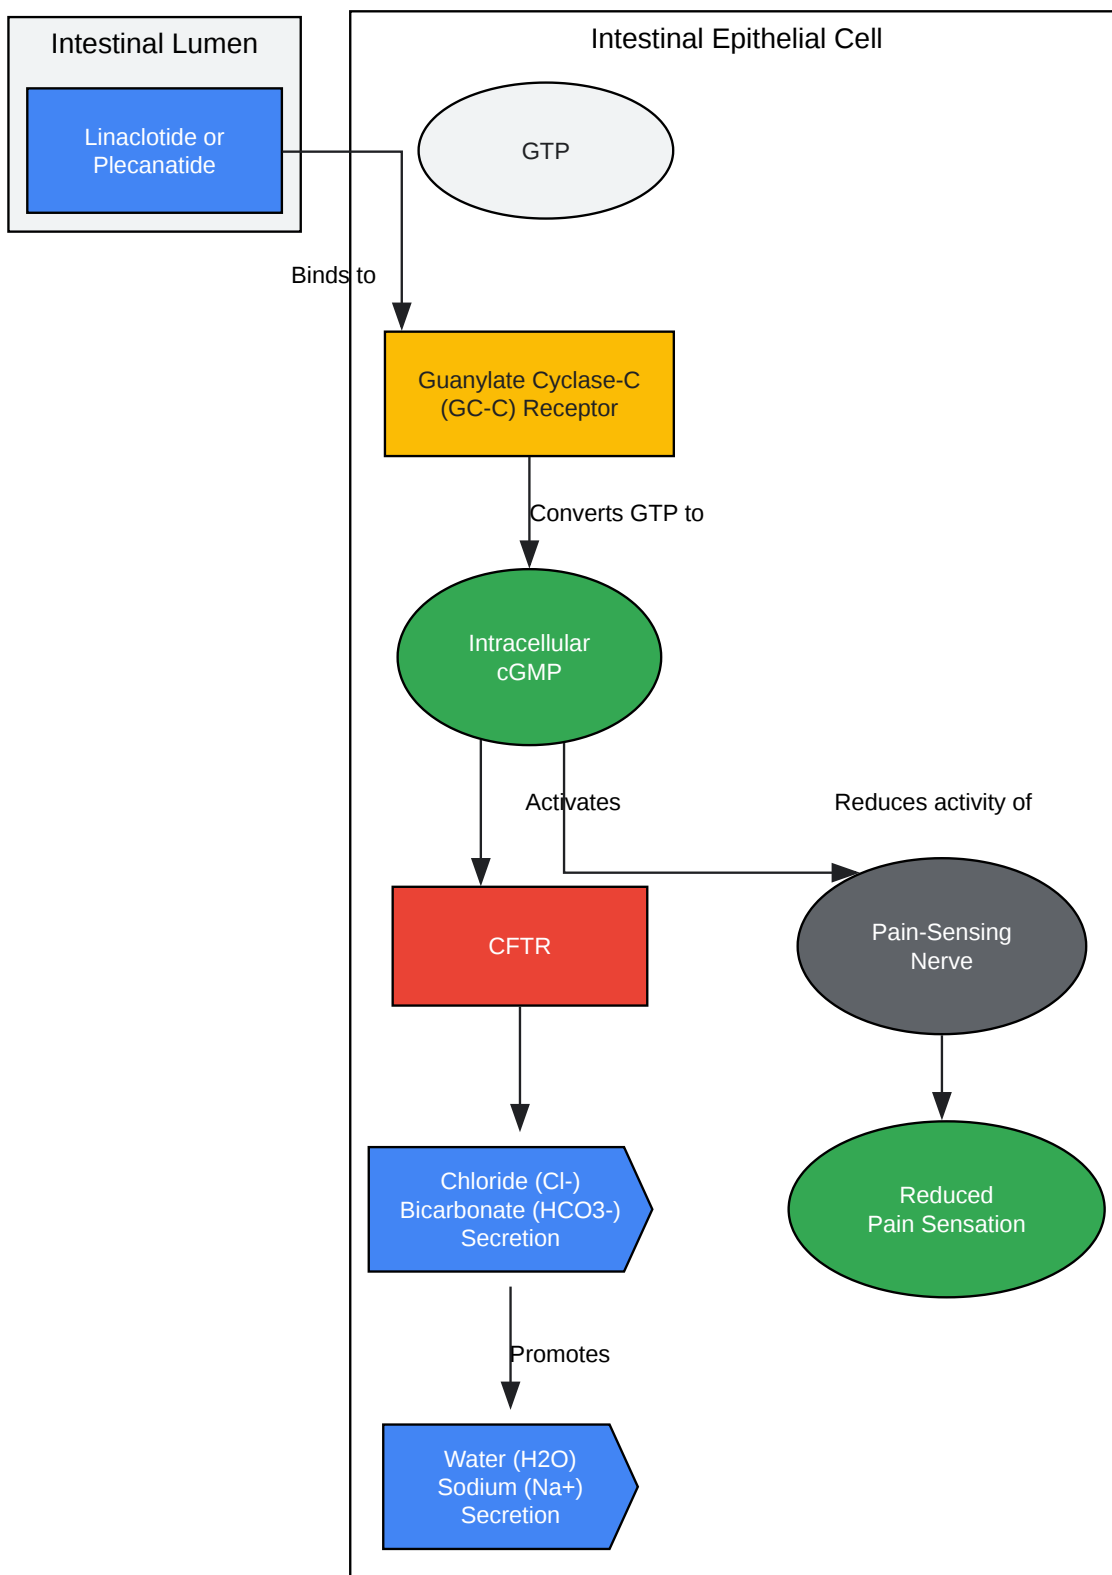 Intestinal Lumen
Intestinal Epithelial Cell
Linaclotide or
Plecanatide
GTP
Binds to
Guanylate Cyclase-C
(GC-C) Receptor
Converts GTP to
Intracellular
cGMP
Activates
Reduces activity of
CFTR
Pain-Sensing
Nerve
Chloride (Cl-)
Bicarbonate (HCO3-)
Secretion
Reduced
Pain Sensation
Promotes
Water (H2O)
Sodium (Na+)
Secretion